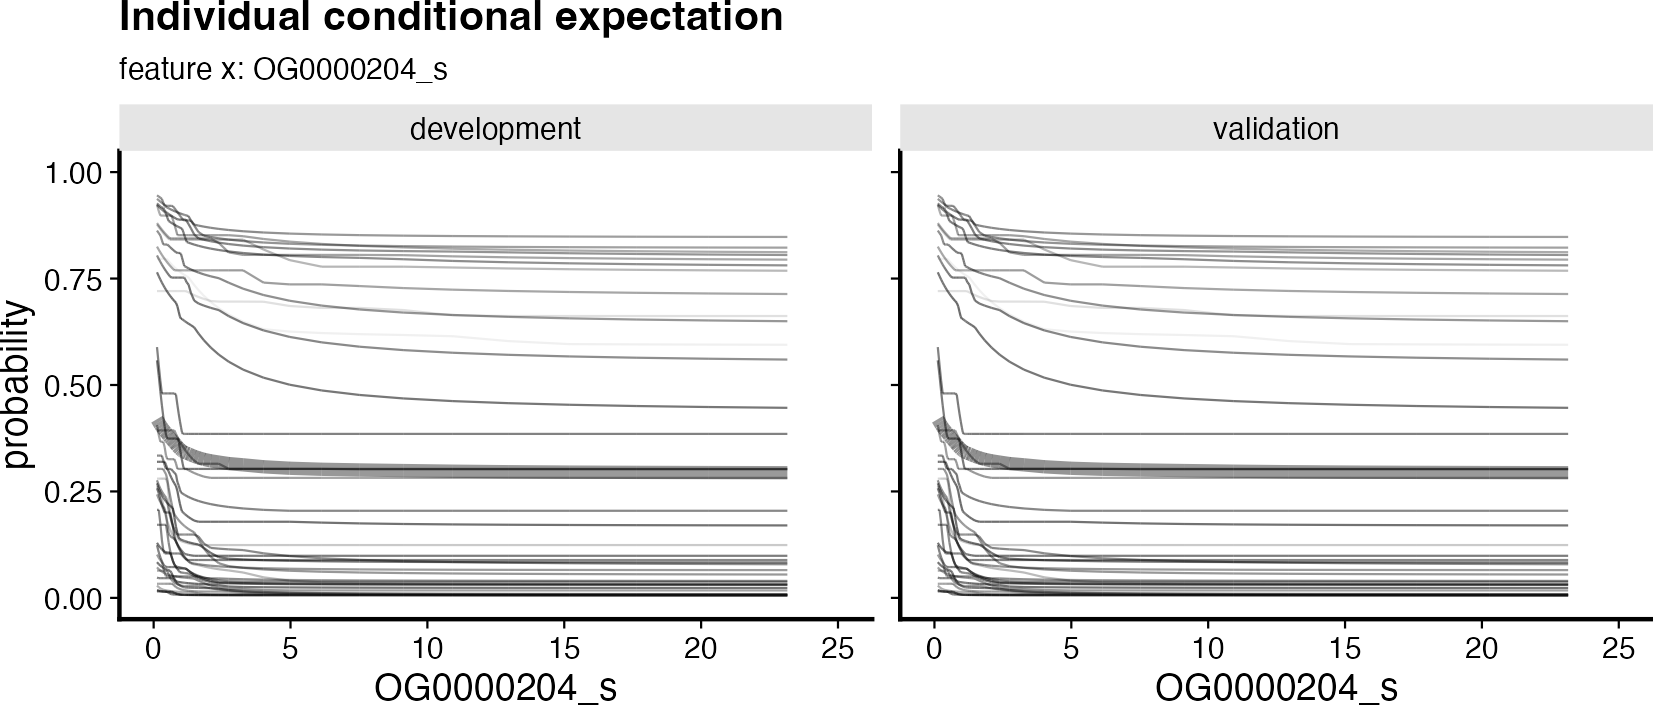 Individual conditional expectation
feature x: OG0000204_s
development
validation
probability
1.00
0.75
0.50
0.25
0.00
0 5 10 15 20 25
0 5 10 15 20 25
OG0000204_s
OG0000204_s